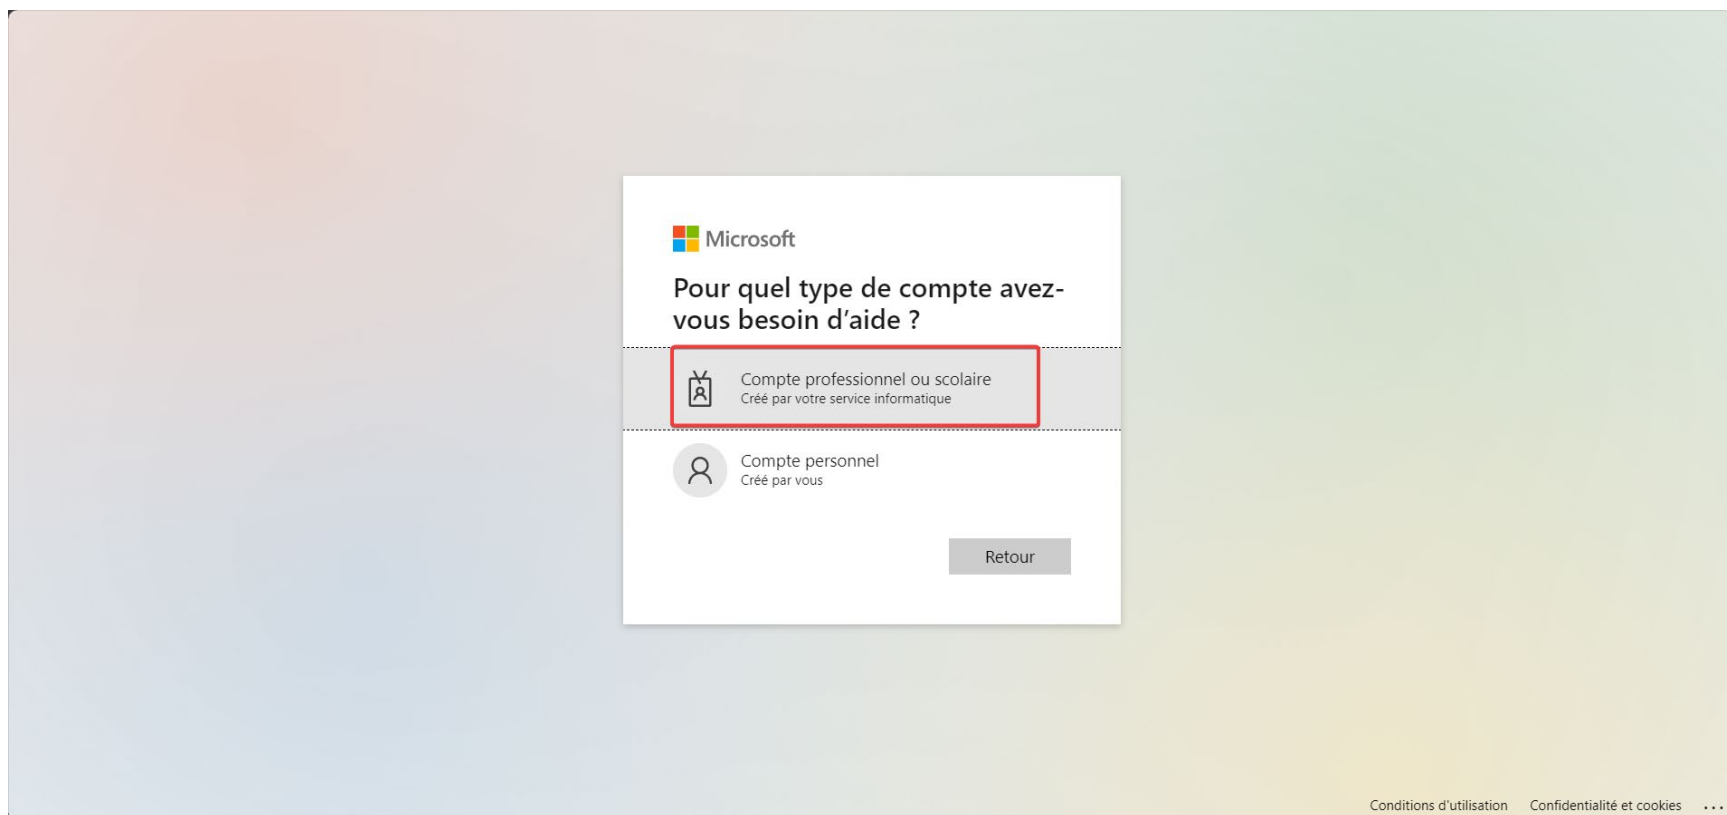 Microsoft
Pour quel type de compte avez-
vous besoin d’aide ?
Compte professionnel ou scolaire
Créé par votre service informatique
Compte personnel
Créé par vous
Retour
Conditions d'utilisation Confidentialité et cookies ...